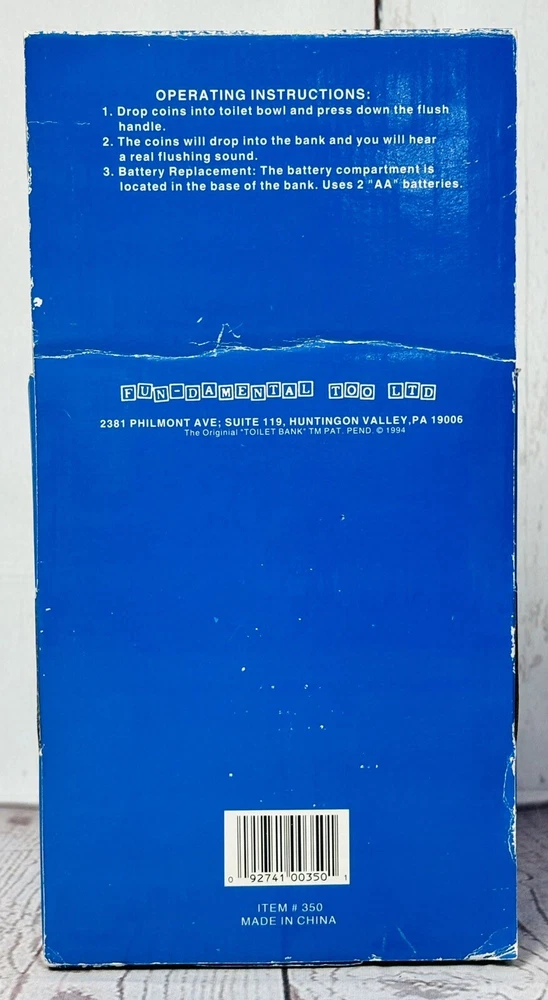 OPERATING INSTRUCTIONS:
1. Drop coins into toilet bowl and press down the flush
handle.
2. The coins will drop into the bank and you will hear
a real flushing sound.
3. Battery Replacement: The battery compartment is
located in the base of the bank. Uses 2 "AA" batteries.
FUN-DAMENTAL TOO LTD
2381 PHILMONT AVE; SUITE 119, HUNTINGON VALLEY,PA 19006
The Originial "TOILET BANK" TM PAT. PEND. © 1994
0 92741 00350 1
ITEM # 350
MADE IN CHINA